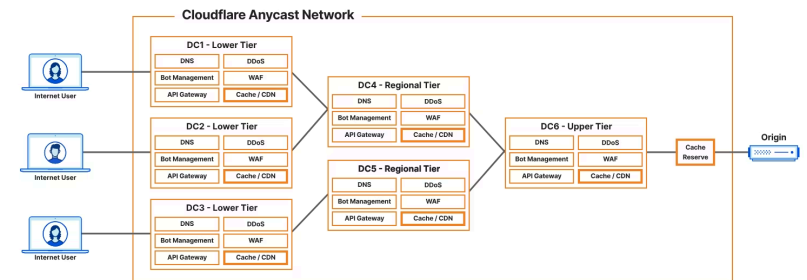 Cloudflare Anycast Network
Internet User
Internet User
Internet User
DC1 - Lower Tier
DNS DDoS
Bot Management WAF
API Gateway Cache / CDN
DC2 - Lower Tier
DNS DDoS
Bot Management WAF
API Gateway Cache / CDN
DC3 - Lower Tier
DNS DDoS
Bot Management WAF
API Gateway Cache / CDN
DC4 - Regional Tier
DNS DDoS
Bot Management WAF
API Gateway Cache / CDN
DC5 - Regional Tier
DNS DDoS
Bot Management WAF
API Gateway Cache / CDN
DC6 - Upper Tier
DNS DDoS
Bot Management WAF
API Gateway Cache / CDN
Cache
Reserve
Origin